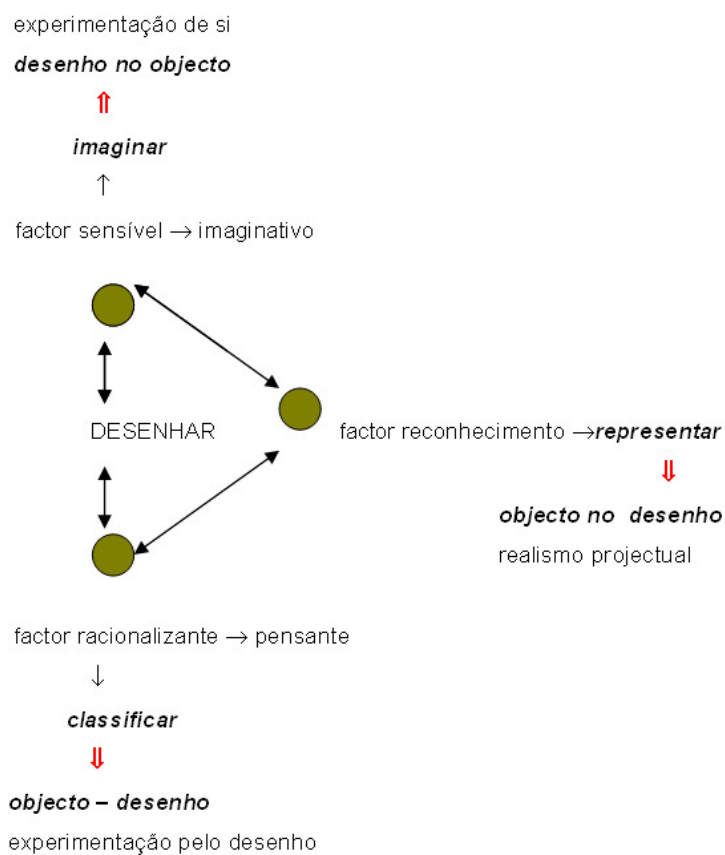 experimentação de si
desenho no objecto
⇑
imaginar
↑
factor sensível → imaginativo
DESENHAR
factor reconhecimento →representar
⇓
objecto no desenho
realismo projectual
factor racionalizante → pensante
↓
classificar
⇓
objecto – desenho
experimentação pelo desenho